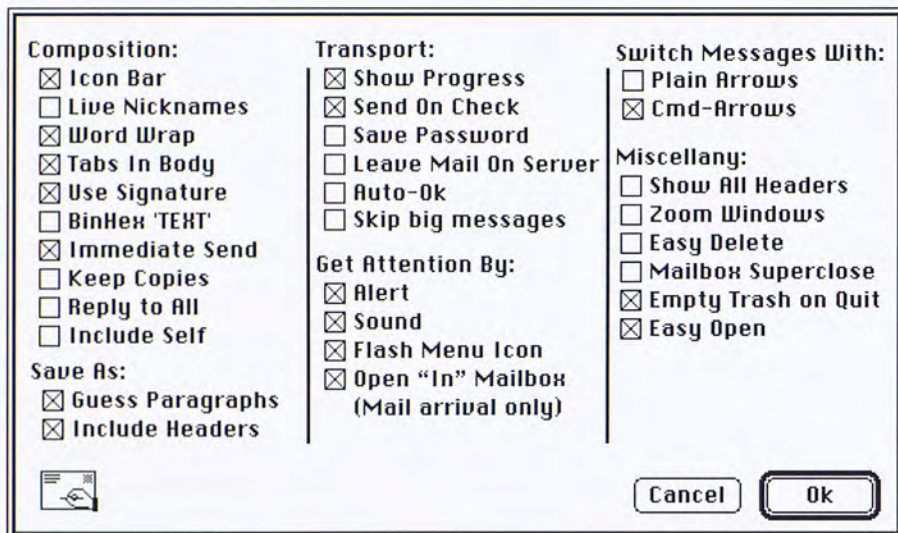 Composition:
Icon Bar
Live Nicknames
Word Wrap
Tabs In Body
Use Signature
BinHex 'TEXT'
Immediate Send
Keep Copies
Reply to All
Include Self
Save As:
Guess Paragraphs
Include Headers
Transport:
Show Progress
Send On Check
Save Password
Leave Mail On Server
Auto-Ok
Skip big messages
Get Attention By:
Alert
Sound
Flash Menu Icon
Open “In” Mailbox
(Mail arrival only)
Switch Messages With:
Plain Arrows
Cmd-Arrows
Miscellany:
Show All Headers
Zoom Windows
Easy Delete
Mailbox Superclose
Empty Trash on Quit
Easy Open
Cancel
Ok